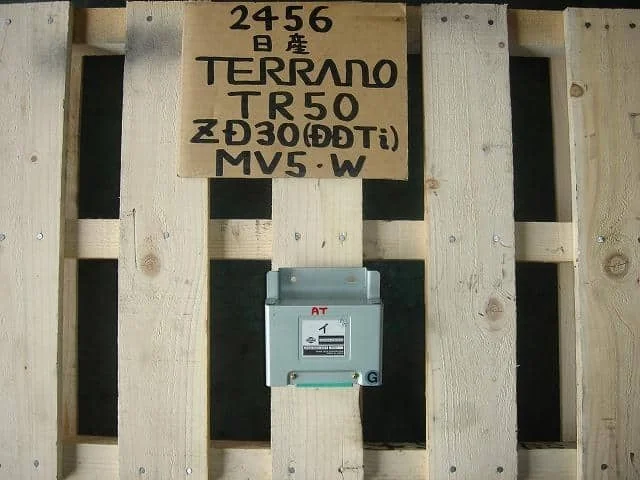 2456
日産
TERRANO
TR50
ZD30(DDTi)
MV5・W
AT
イ
G